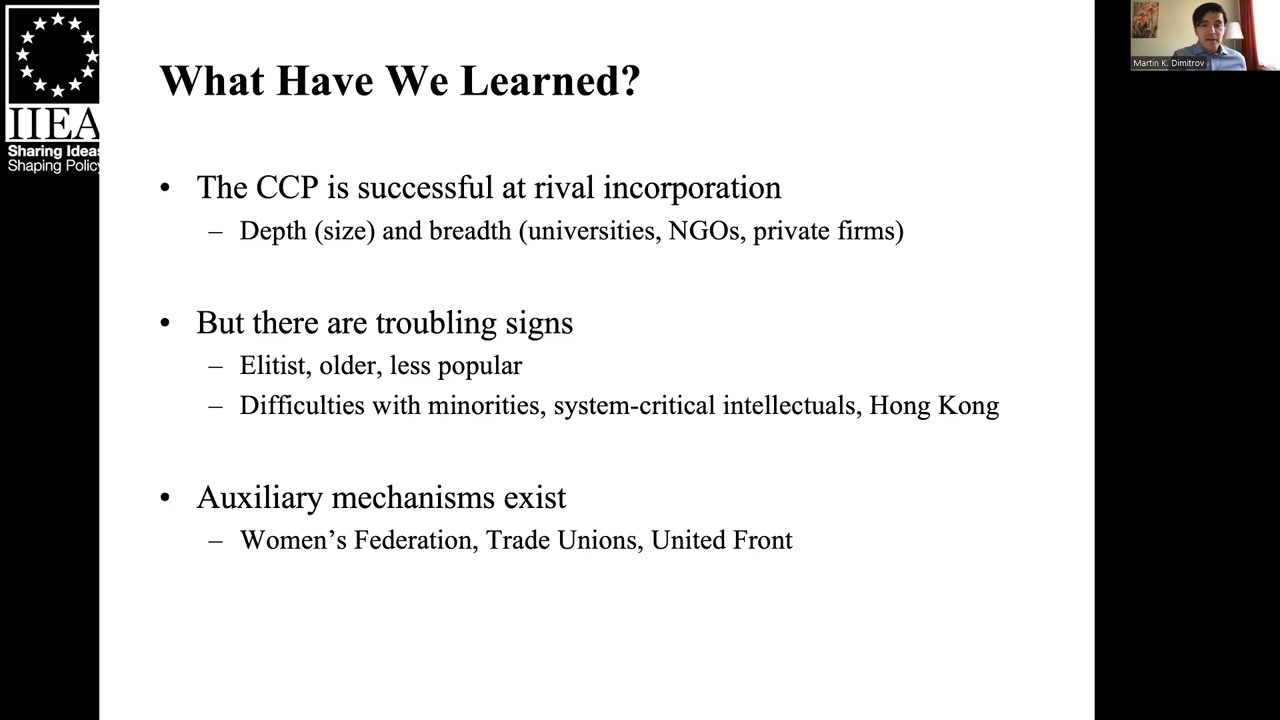 IIEA
Sharing Ideas
Shaping Policy
Martin K. Dimitrov
What Have We Learned?
• The CCP is successful at rival incorporation
– Depth (size) and breadth (universities, NGOs, private firms)
• But there are troubling signs
– Elitist, older, less popular
– Difficulties with minorities, system-critical intellectuals, Hong Kong
• Auxiliary mechanisms exist
– Women’s Federation, Trade Unions, United Front